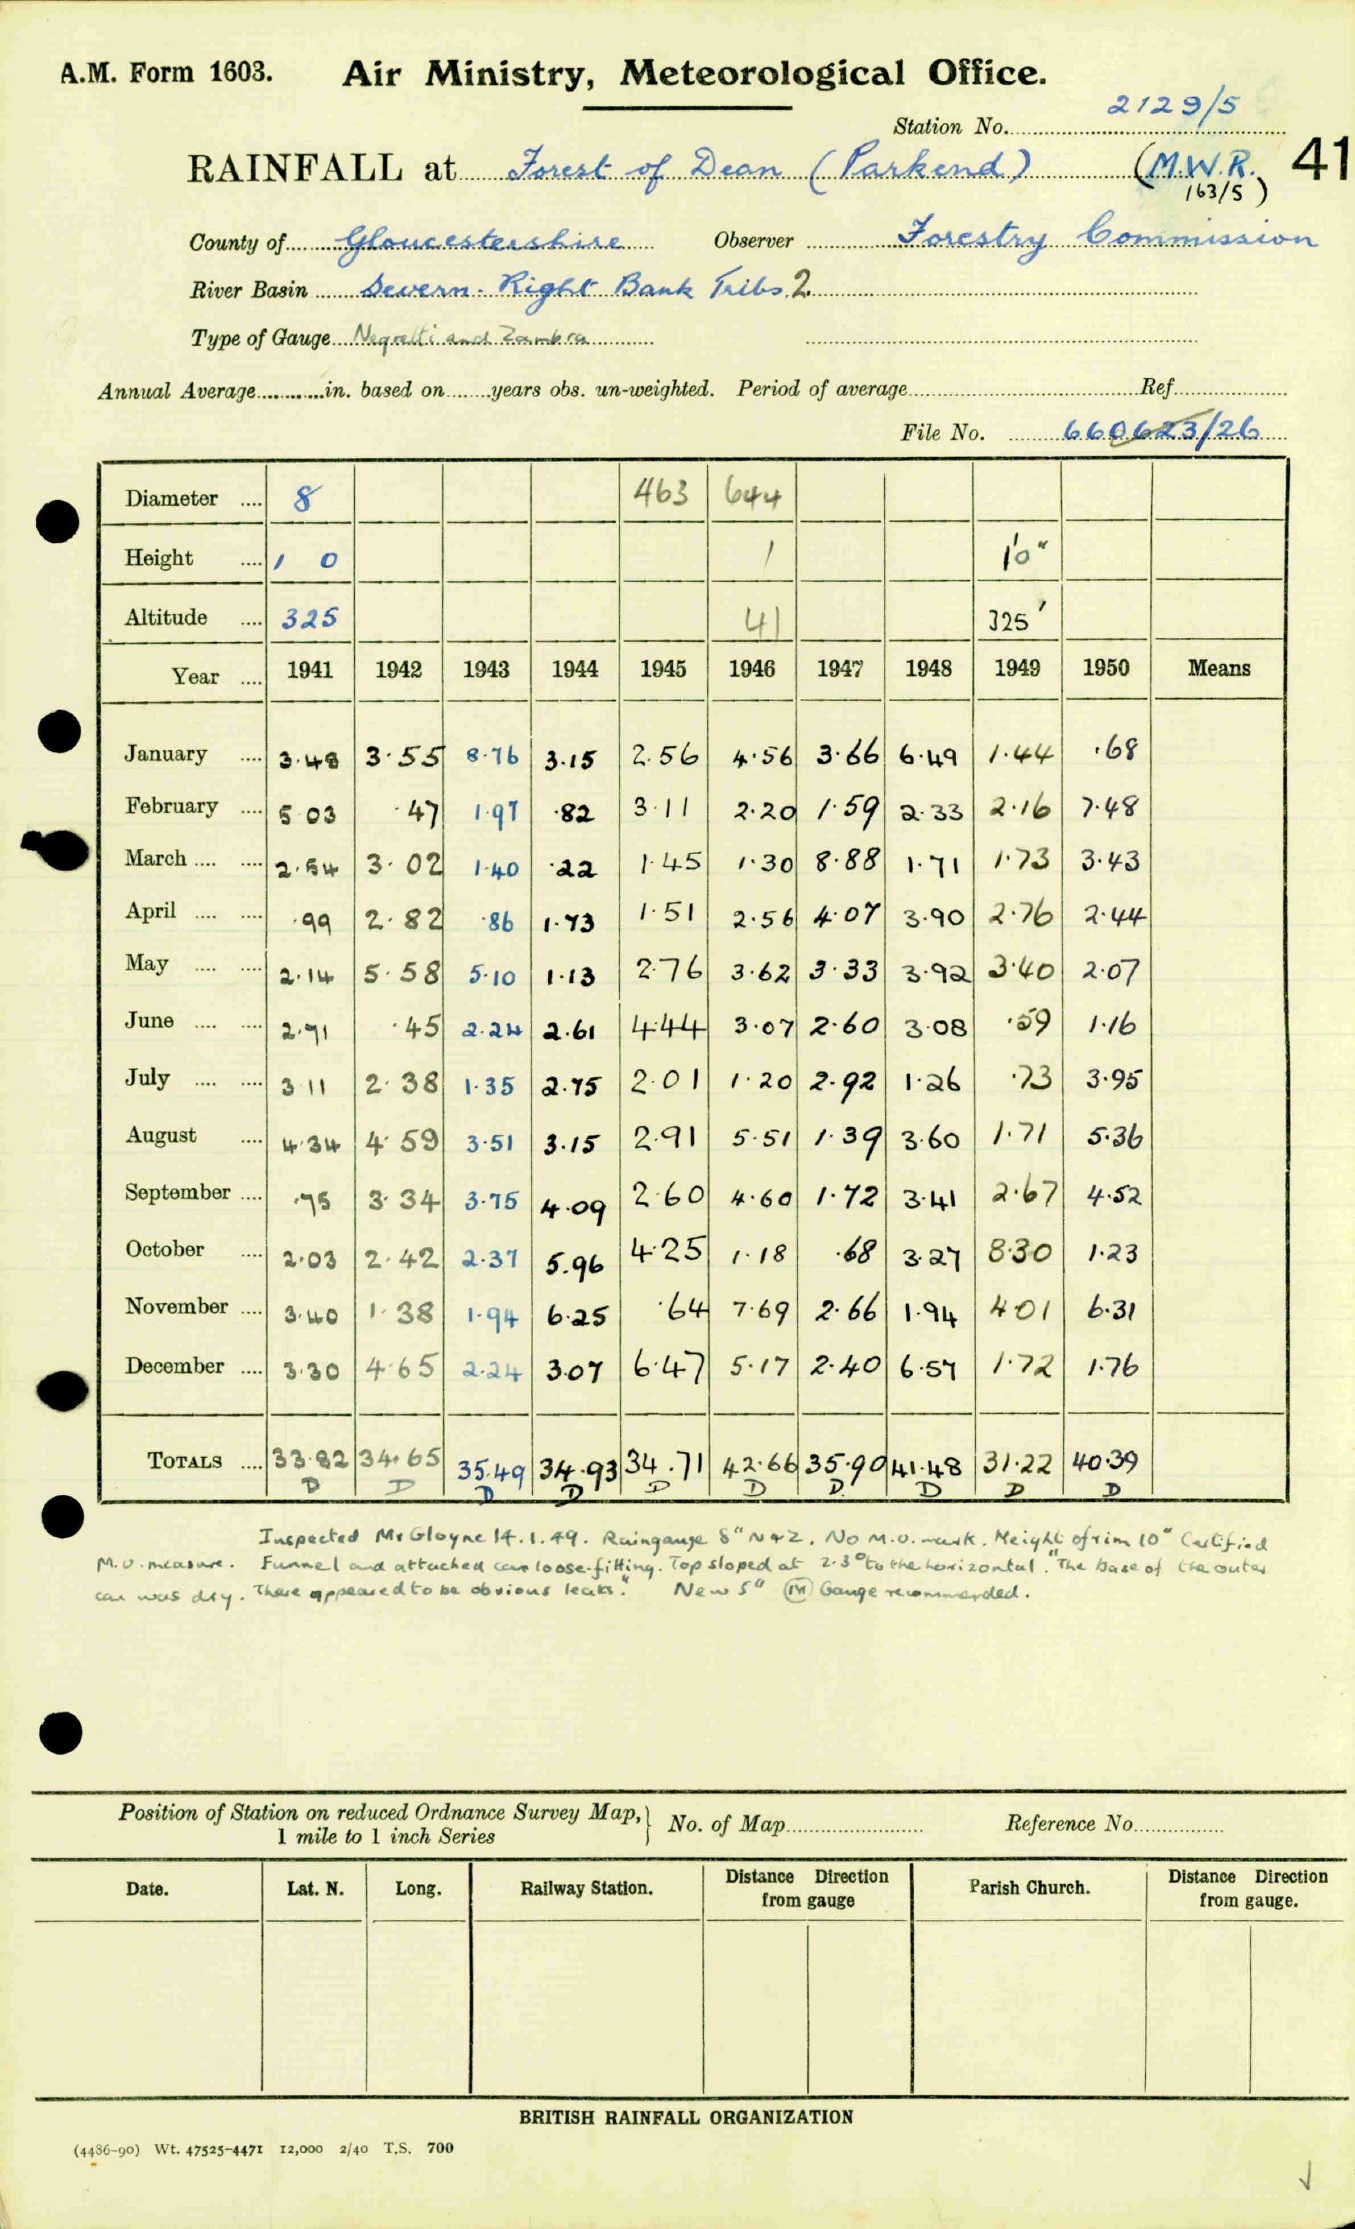 A.M. Form 1603. Air Ministry, Meteorological Office.
Station No. 2129/5
RAINFALL at Forest of Dean (Parkend) (M.W.R. 41
163/5)
County of Gloucestershire Observer Forestry Commission
River Basin Severn - Right Bank Tribs. 2.
Type of Gauge Negretti and Zambra
Annual Average in. based on years obs. un-weighted. Period of average Ref
File No. 660623/26
Diameter 8 463 644
Height 1 0 1 1'0"
Altitude 325 41 325'
Year 1941 1942 1943 1944 1945 1946 1947 1948 1949 1950 Means
January 3.48 3.55 8.76 3.15 2.56 4.56 3.66 6.49 1.44 .68
February 5.03 .47 1.97 .82 3.11 2.20 1.59 2.33 2.16 7.48
March 2.54 3.02 1.40 .22 1.45 1.30 8.88 1.71 1.73 3.43
April .99 2.82 .86 1.73 1.51 2.56 4.07 3.90 2.76 2.44
May 2.14 5.58 5.10 1.13 2.76 3.62 3.33 3.92 3.40 2.07
June 2.71 .45 2.24 2.61 4.44 3.07 2.60 3.08 .59 1.16
July 3.11 2.38 1.35 2.75 2.01 1.20 2.92 1.26 .73 3.95
August 4.34 4.59 3.51 3.15 2.91 5.51 1.39 3.60 1.71 5.36
September .75 3.34 3.75 4.09 2.60 4.60 1.72 3.41 2.67 4.52
October 2.03 2.42 2.37 5.96 4.25 1.18 .68 3.27 8.30 1.23
November 3.40 1.38 1.94 6.25 .64 7.69 2.66 1.94 4.01 6.31
December 3.30 4.65 2.24 3.07 6.47 5.17 2.40 6.57 1.72 1.76
TOTALS 33.82 34.65 35.49 34.93 34.71 42.66 35.90 41.48 31.22 40.39
D D D D D D D D D D
Inspected Mr Gloyne 14.1.49. Raingauge 8" N & Z. No M.O. mark. Height of rim 10" Certified
M.O. measure. Funnel and attached can loose-fitting. Top sloped at 2-3° to the horizontal. "The base of the outer
can was dry. There appeared to be obvious leaks." New 5" Gauge recommended.
Position of Station on reduced Ordnance Survey Map, } No. of Map Reference No.
1 mile to 1 inch Series
Date. Lat. N. Long. Railway Station. Distance Direction from gauge Parish Church. Distance Direction from gauge.
BRITISH RAINFALL ORGANIZATION
(4486-90) Wt. 47525-4471 12,000 2/40 T.S. 700